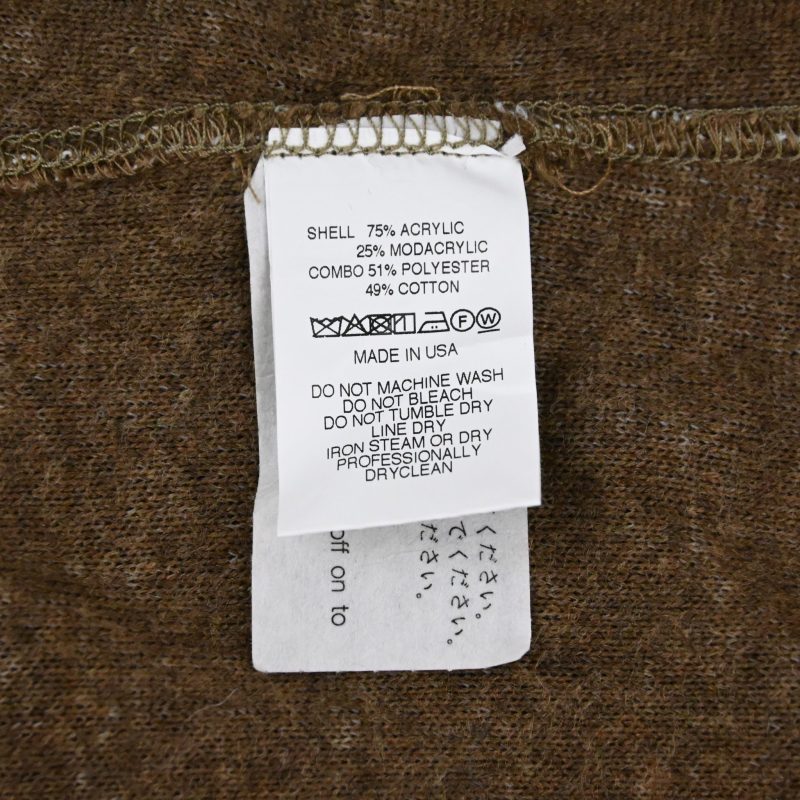 SHELL 75% ACRYLIC
25% MODACRYLIC
COMBO 51% POLYESTER
49% COTTON
F W
MADE IN USA
DO NOT MACHINE WASH
DO NOT BLEACH
DO NOT TUMBLE DRY
LINE DRY
IRON STEAM OR DRY
PROFESSIONALLY
DRYCLEAN
ください。
でください。
ださい。
off on to